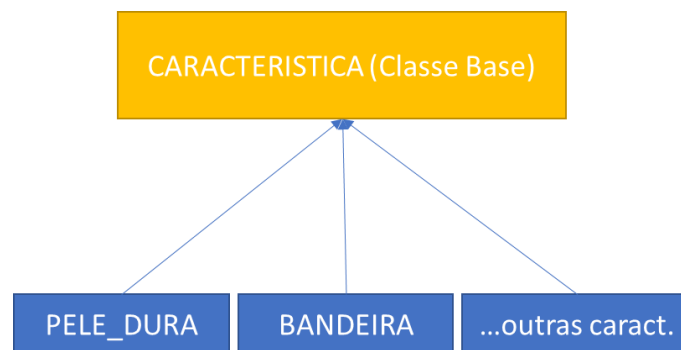 CARACTERISTICA (Classe Base)
PELE_DURA
BANDEIRA
...outras caract.